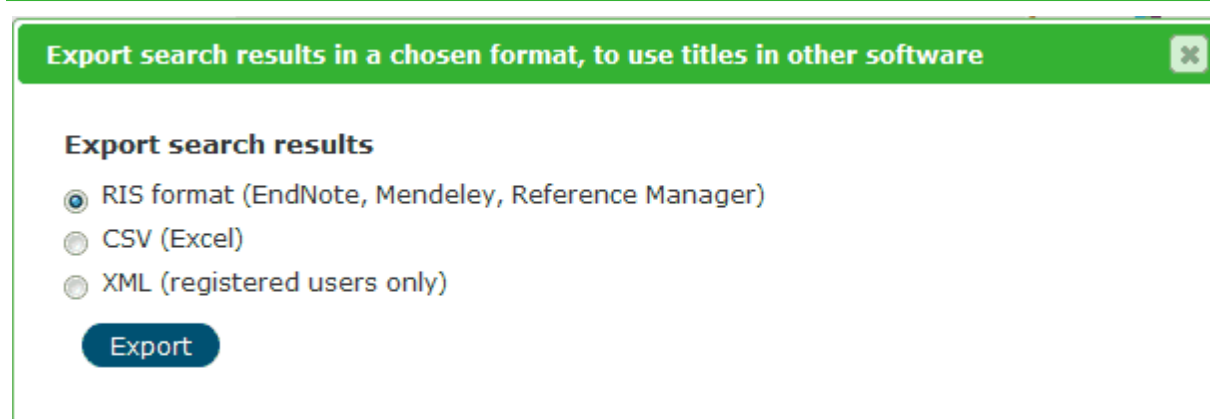 Export search results in a chosen format, to use titles in other software
Export search results
RIS format (EndNote, Mendeley, Reference Manager)
CSV (Excel)
XML (registered users only)
Export